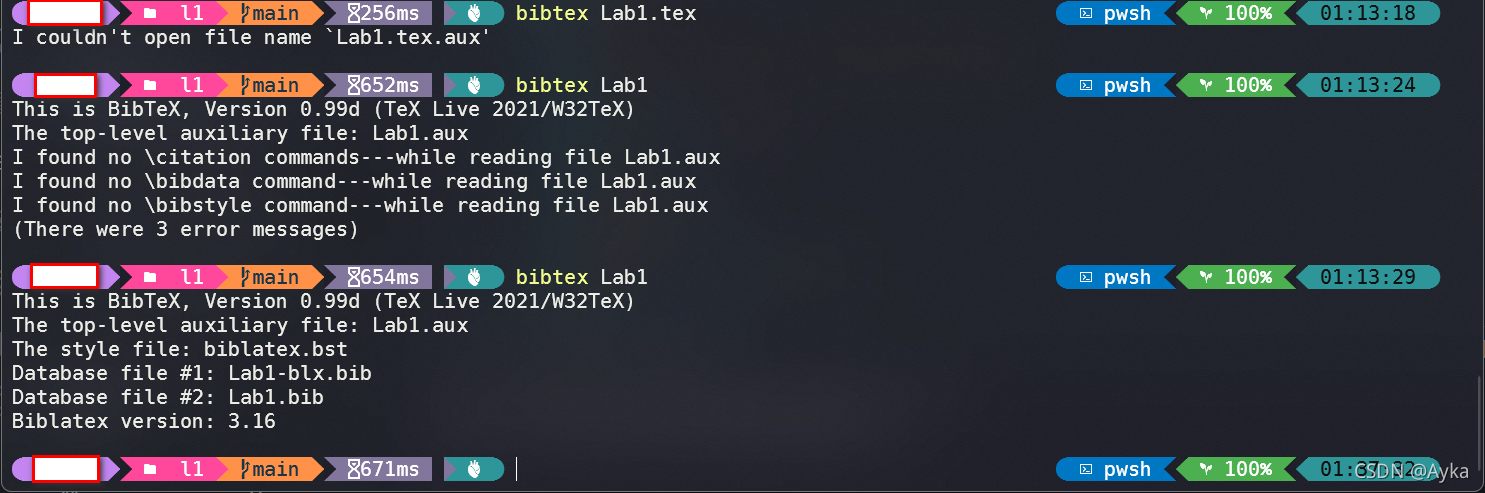 l1 main 256ms bibtex Lab1.tex pwsh 100% 01:13:18
I couldn't open file name `Lab1.tex.aux'
l1 main 652ms bibtex Lab1 pwsh 100% 01:13:24
This is BibTeX, Version 0.99d (TeX Live 2021/W32TeX)
The top-level auxiliary file: Lab1.aux
I found no \citation commands---while reading file Lab1.aux
I found no \bibdata command---while reading file Lab1.aux
I found no \bibstyle command---while reading file Lab1.aux
(There were 3 error messages)
l1 main 654ms bibtex Lab1 pwsh 100% 01:13:29
This is BibTeX, Version 0.99d (TeX Live 2021/W32TeX)
The top-level auxiliary file: Lab1.aux
The style file: biblatex.bst
Database file #1: Lab1-blx.bib
Database file #2: Lab1.bib
Biblatex version: 3.16
l1 main 671ms pwsh 100%
CSDN @Ayka